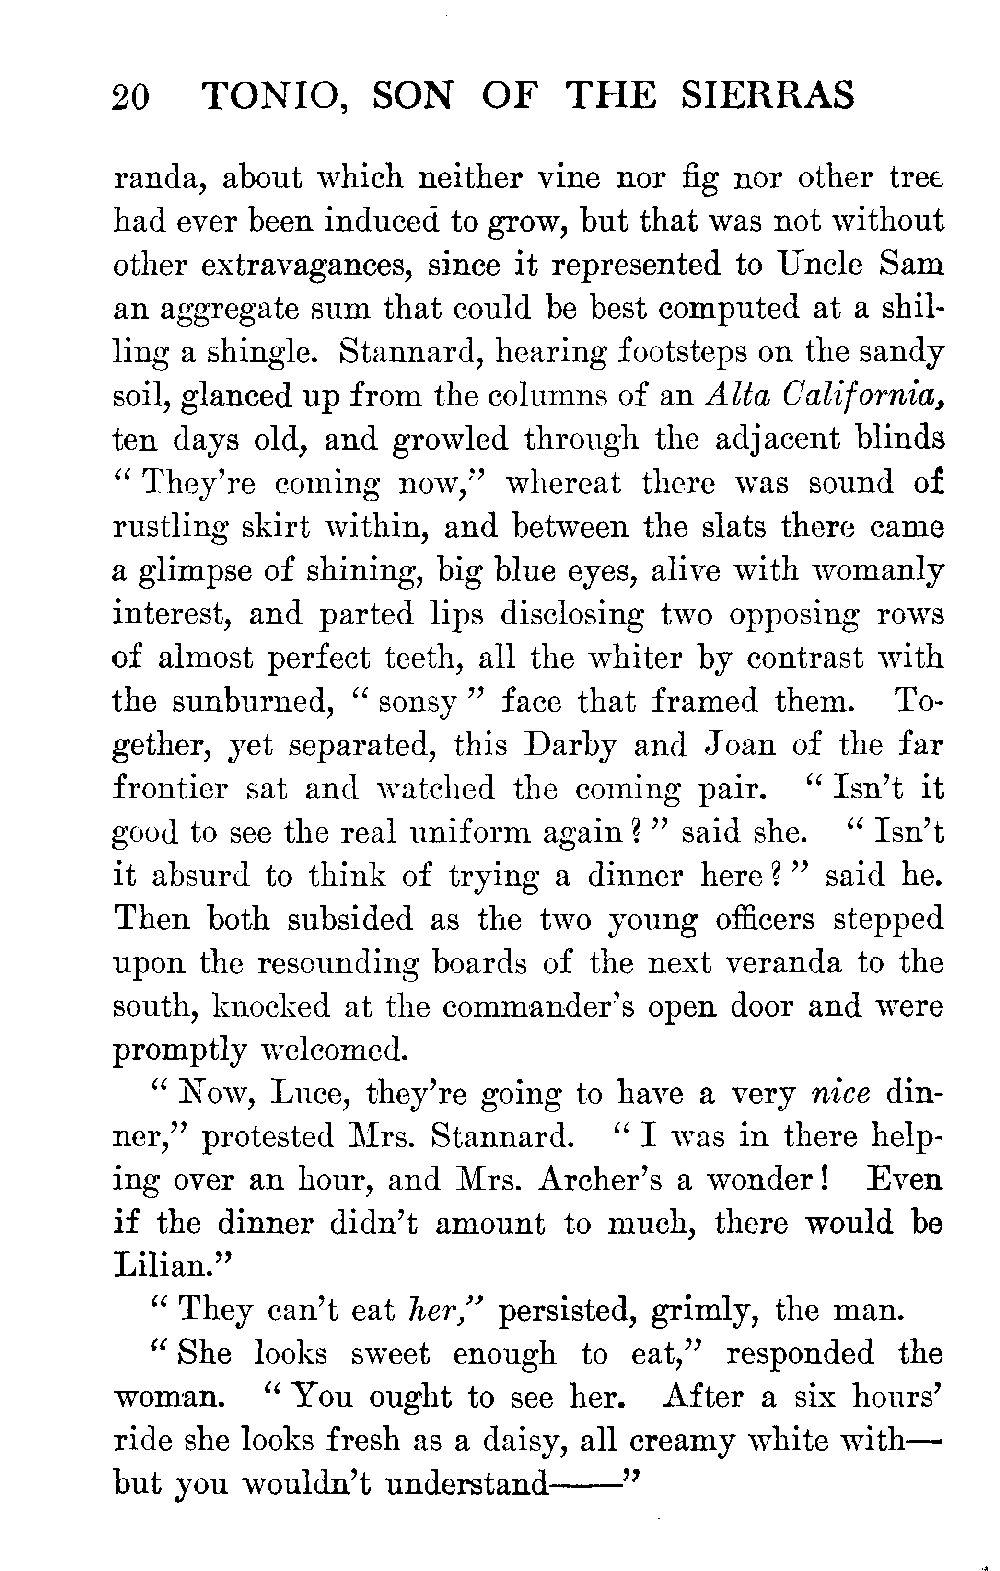 20 TONIO, SON OF THE SIERRAS
randa, about which neither vine nor fig nor other tree
had ever been induced to grow, but that was not without
other extravagances, since it represented to Uncle Sam
an aggregate sum that could be best computed at a shil-
ling a shingle. Stannard, hearing footsteps on the sandy
soil, glanced up from the columns of an Alta California,
ten days old, and growled through the adjacent blinds
“ They’re coming now,” whereat there was sound of
rustling skirt within, and between the slats there came
a glimpse of shining, big blue eyes, alive with womanly
interest, and parted lips disclosing two opposing rows
of almost perfect teeth, all the whiter by contrast with
the sunburned, “ sonsy ” face that framed them. To-
gether, yet separated, this Darby and Joan of the far
frontier sat and watched the coming pair. “ Isn’t it
good to see the real uniform again ? ” said she. “ Isn’t
it absurd to think of trying a dinner here ? ” said he.
Then both subsided as the two young officers stepped
upon the resounding boards of the next veranda to the
south, knocked at the commander’s open door and were
promptly welcomed.
“ Now, Luce, they’re going to have a very nice din-
ner,” protested Mrs. Stannard. “ I was in there help-
ing over an hour, and Mrs. Archer’s a wonder ! Even
if the dinner didn’t amount to much, there would be
Lilian.”
“ They can’t eat her,” persisted, grimly, the man.
“ She looks sweet enough to eat,” responded the
woman. “ You ought to see her. After a six hours’
ride she looks fresh as a daisy, all creamy white with—
but you wouldn’t understand——”